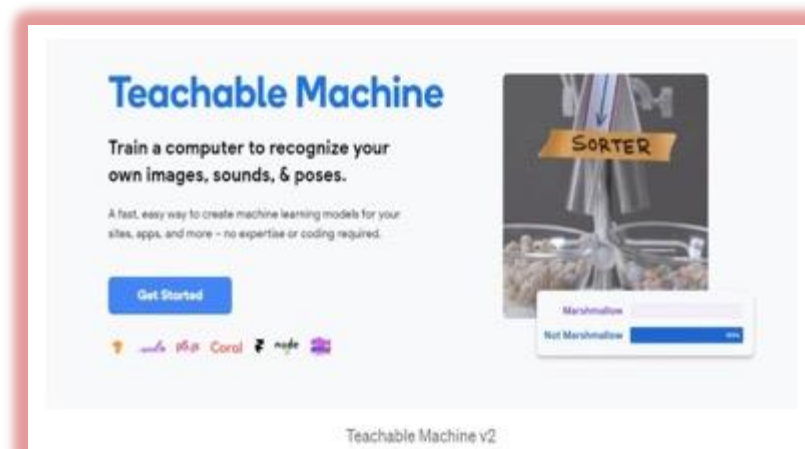 Teachable Machine
Train a computer to recognize your
own images, sounds, & poses.
A fast, easy way to create machine learning models for your
sites, apps, and more – no expertise or coding required.
Get Started
Coral
node
SORTER
Marshmallow
Not Marshmallow
Teachable Machine v2